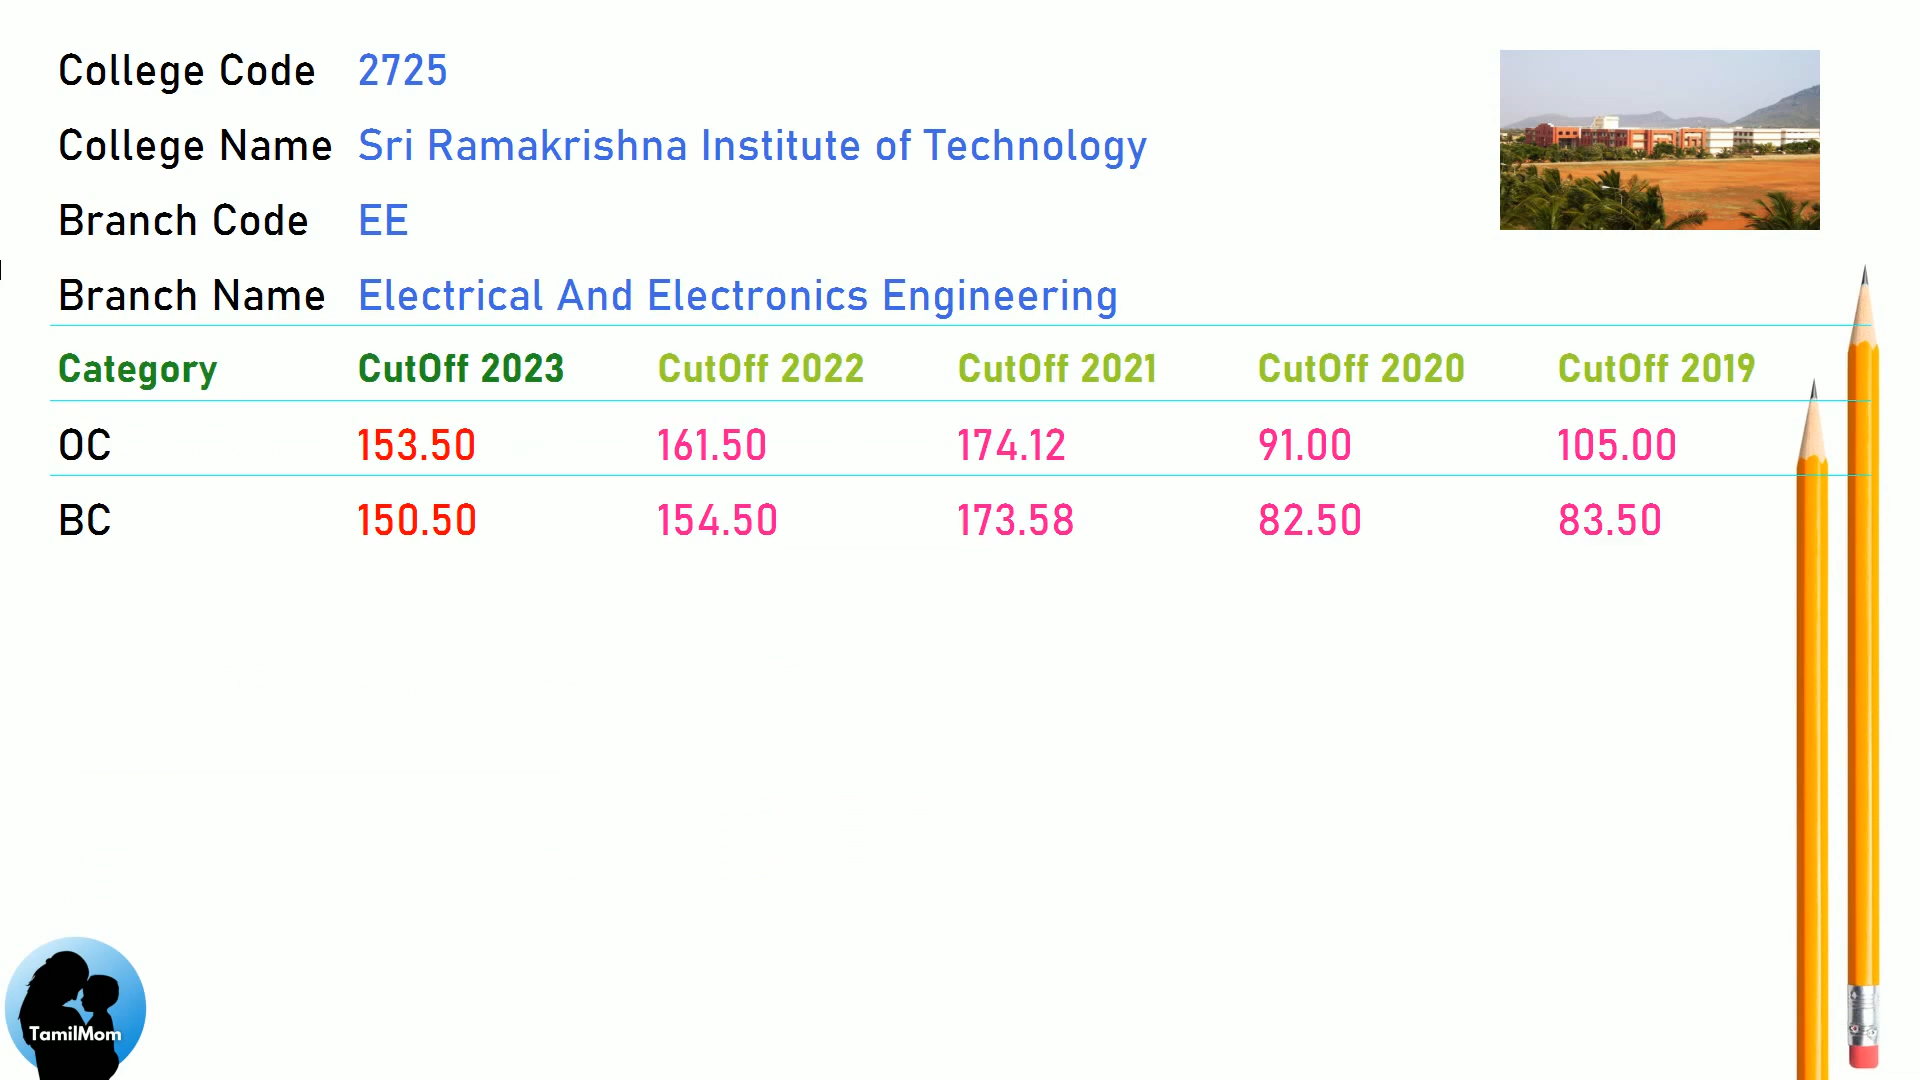 College Code 2725
College Name Sri Ramakrishna Institute of Technology
Branch Code EE
Branch Name Electrical And Electronics Engineering
Category CutOff 2023 CutOff 2022 CutOff 2021 CutOff 2020 CutOff 2019
OC 153.50 161.50 174.12 91.00 105.00
BC 150.50 154.50 173.58 82.50 83.50
TamilMom